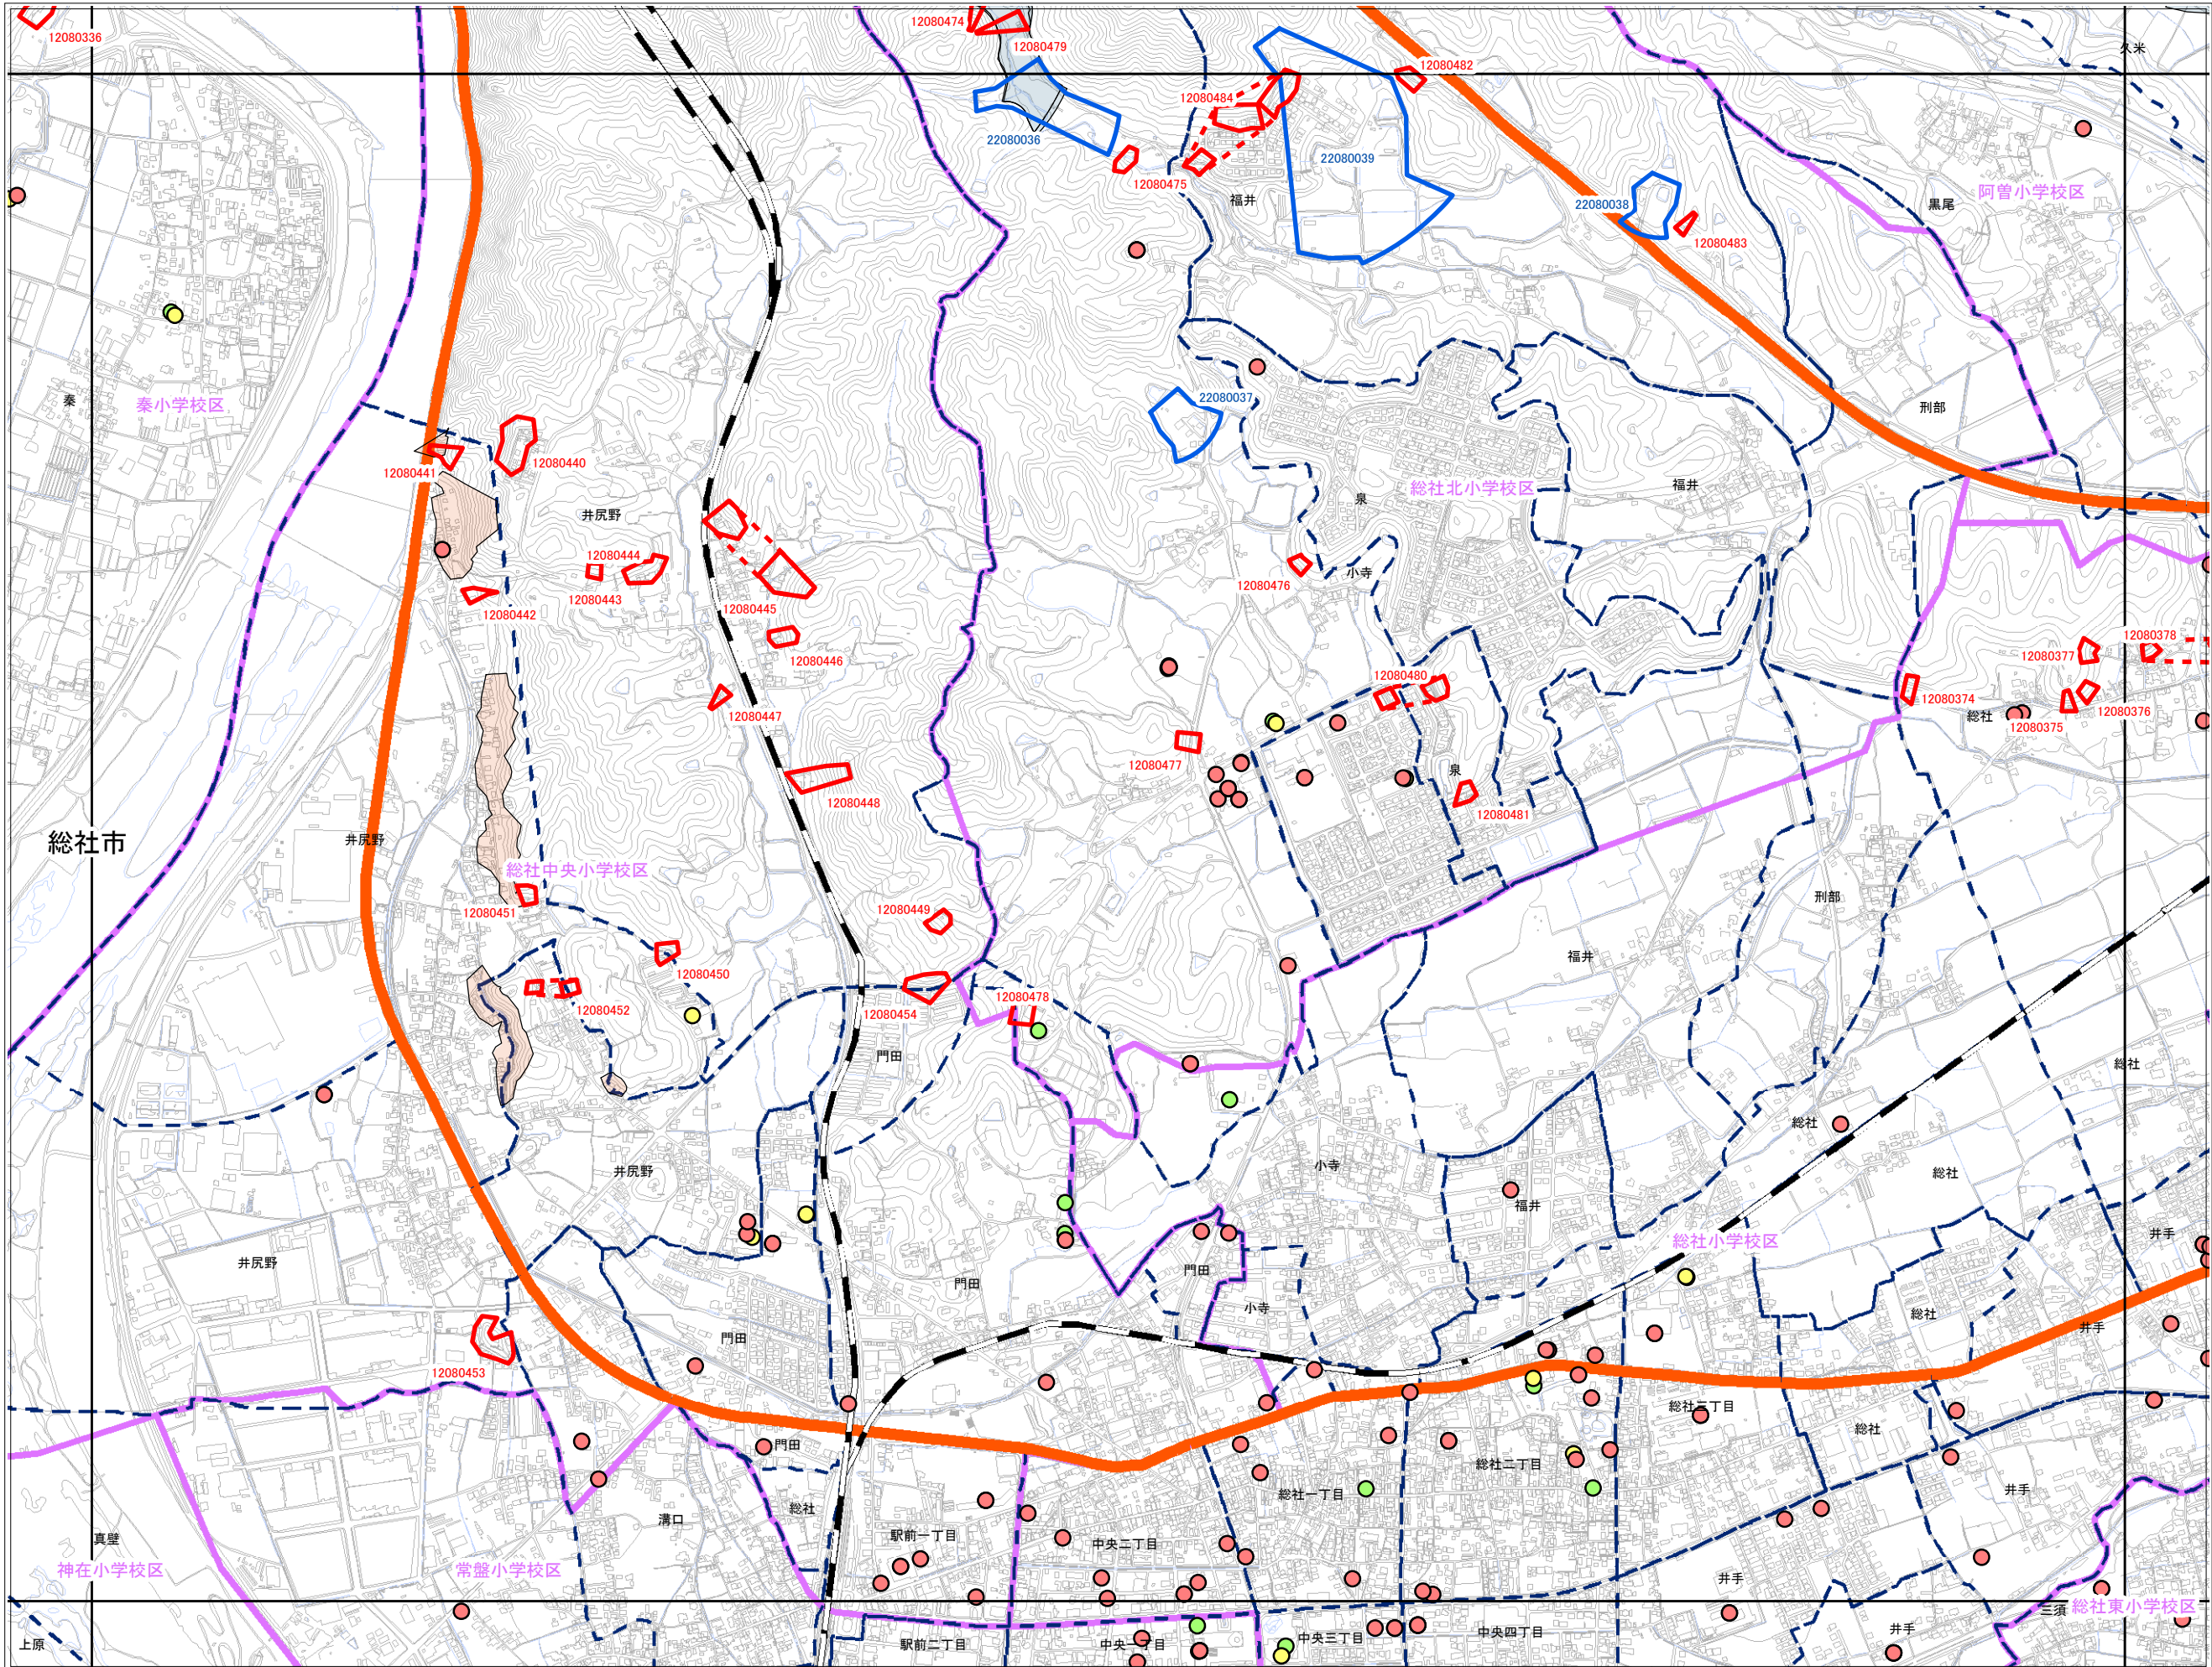 12080336
12080474
12080479
12080482
久米
12080484
22080036
22080039
12080475
福井
22080038
12080483
黒尾
阿曽小学校区
秦
秦小学校区
22080037
刑部
12080441
12080440
井尻野
泉
総社北小学校区
福井
12080444
12080443
12080442
12080445
12080476
小寺
12080446
12080447
12080480
12080378
12080377
12080374
12080376
総社
12080375
12080477
泉
12080448
12080481
総社市
井尻野
総社中央小学校区
12080451
12080449
刑部
12080450
福井
12080452
12080454
12080478
門田
総社
総社
井尻野
小寺
総社
福井
井手
総社小学校区
井尻野
門田
門田
小寺
総社
井手
門田
12080453
総社三丁目
総社
門田
総社二丁目
総社一丁目
井手
総社
溝口
駅前一丁目
中央二丁目
真壁
神在小学校区
常盤小学校区
井手
三須
総社東小学校区
上原
駅前二丁目
中央一丁目
中央三丁目
中央四丁目
井手